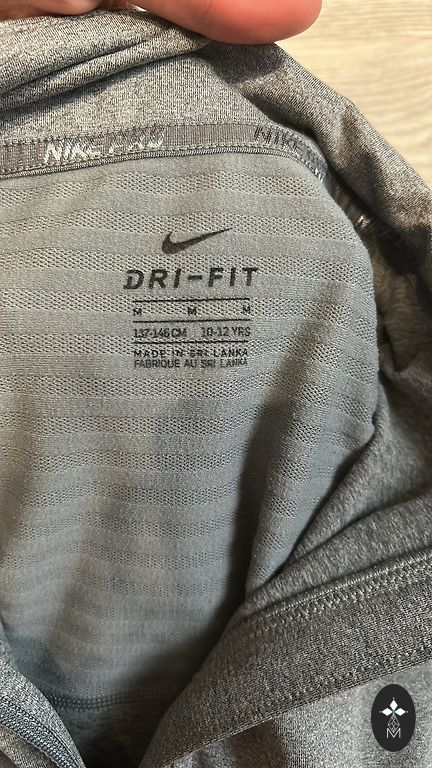 NIKE PRO NIKE
DRI-FIT
M M M
137-146CM 10-12 YRS
MADE IN SRI LANKA
FABRIQUE AU SRI LANKA
M